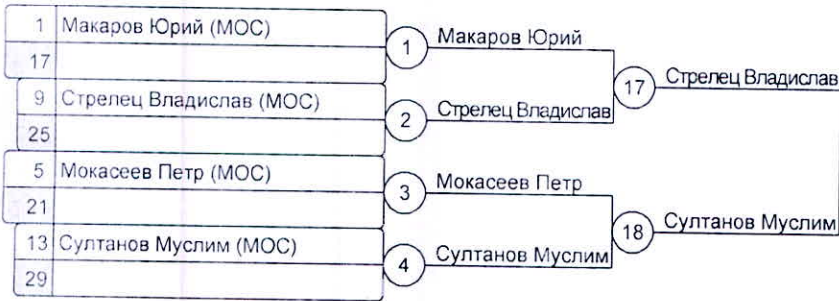 1 Макаров Юрий (МОС)
17
1 Макаров Юрий
9 Стрелец Владислав (МОС)
25
2 Стрелец Владислав
17 Стрелец Владислав
5 Мокасеев Петр (МОС)
21
3 Мокасеев Петр
13 Султанов Муслим (МОС)
29
4 Султанов Муслим
18 Султанов Муслим